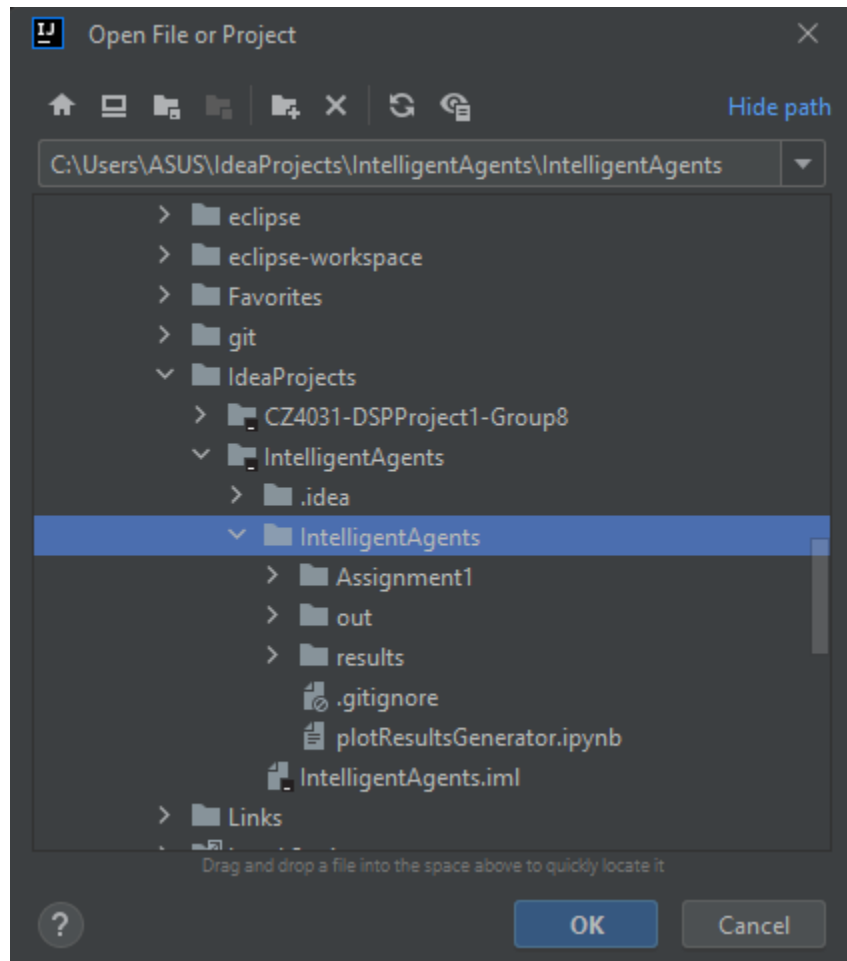 IJ
Open File or Project
Hide path
C:\Users\ASUS\IdeaProjects\IntelligentAgents\IntelligentAgents
eclipse
eclipse-workspace
Favorites
git
IdeaProjects
CZ4031-DSPProject1-Group8
IntelligentAgents
.idea
IntelligentAgents
Assignment1
out
results
.gitignore
plotResultsGenerator.ipynb
IntelligentAgents.iml
Links
Drag and drop a file into the space above to quickly locate it
?
OK
Cancel